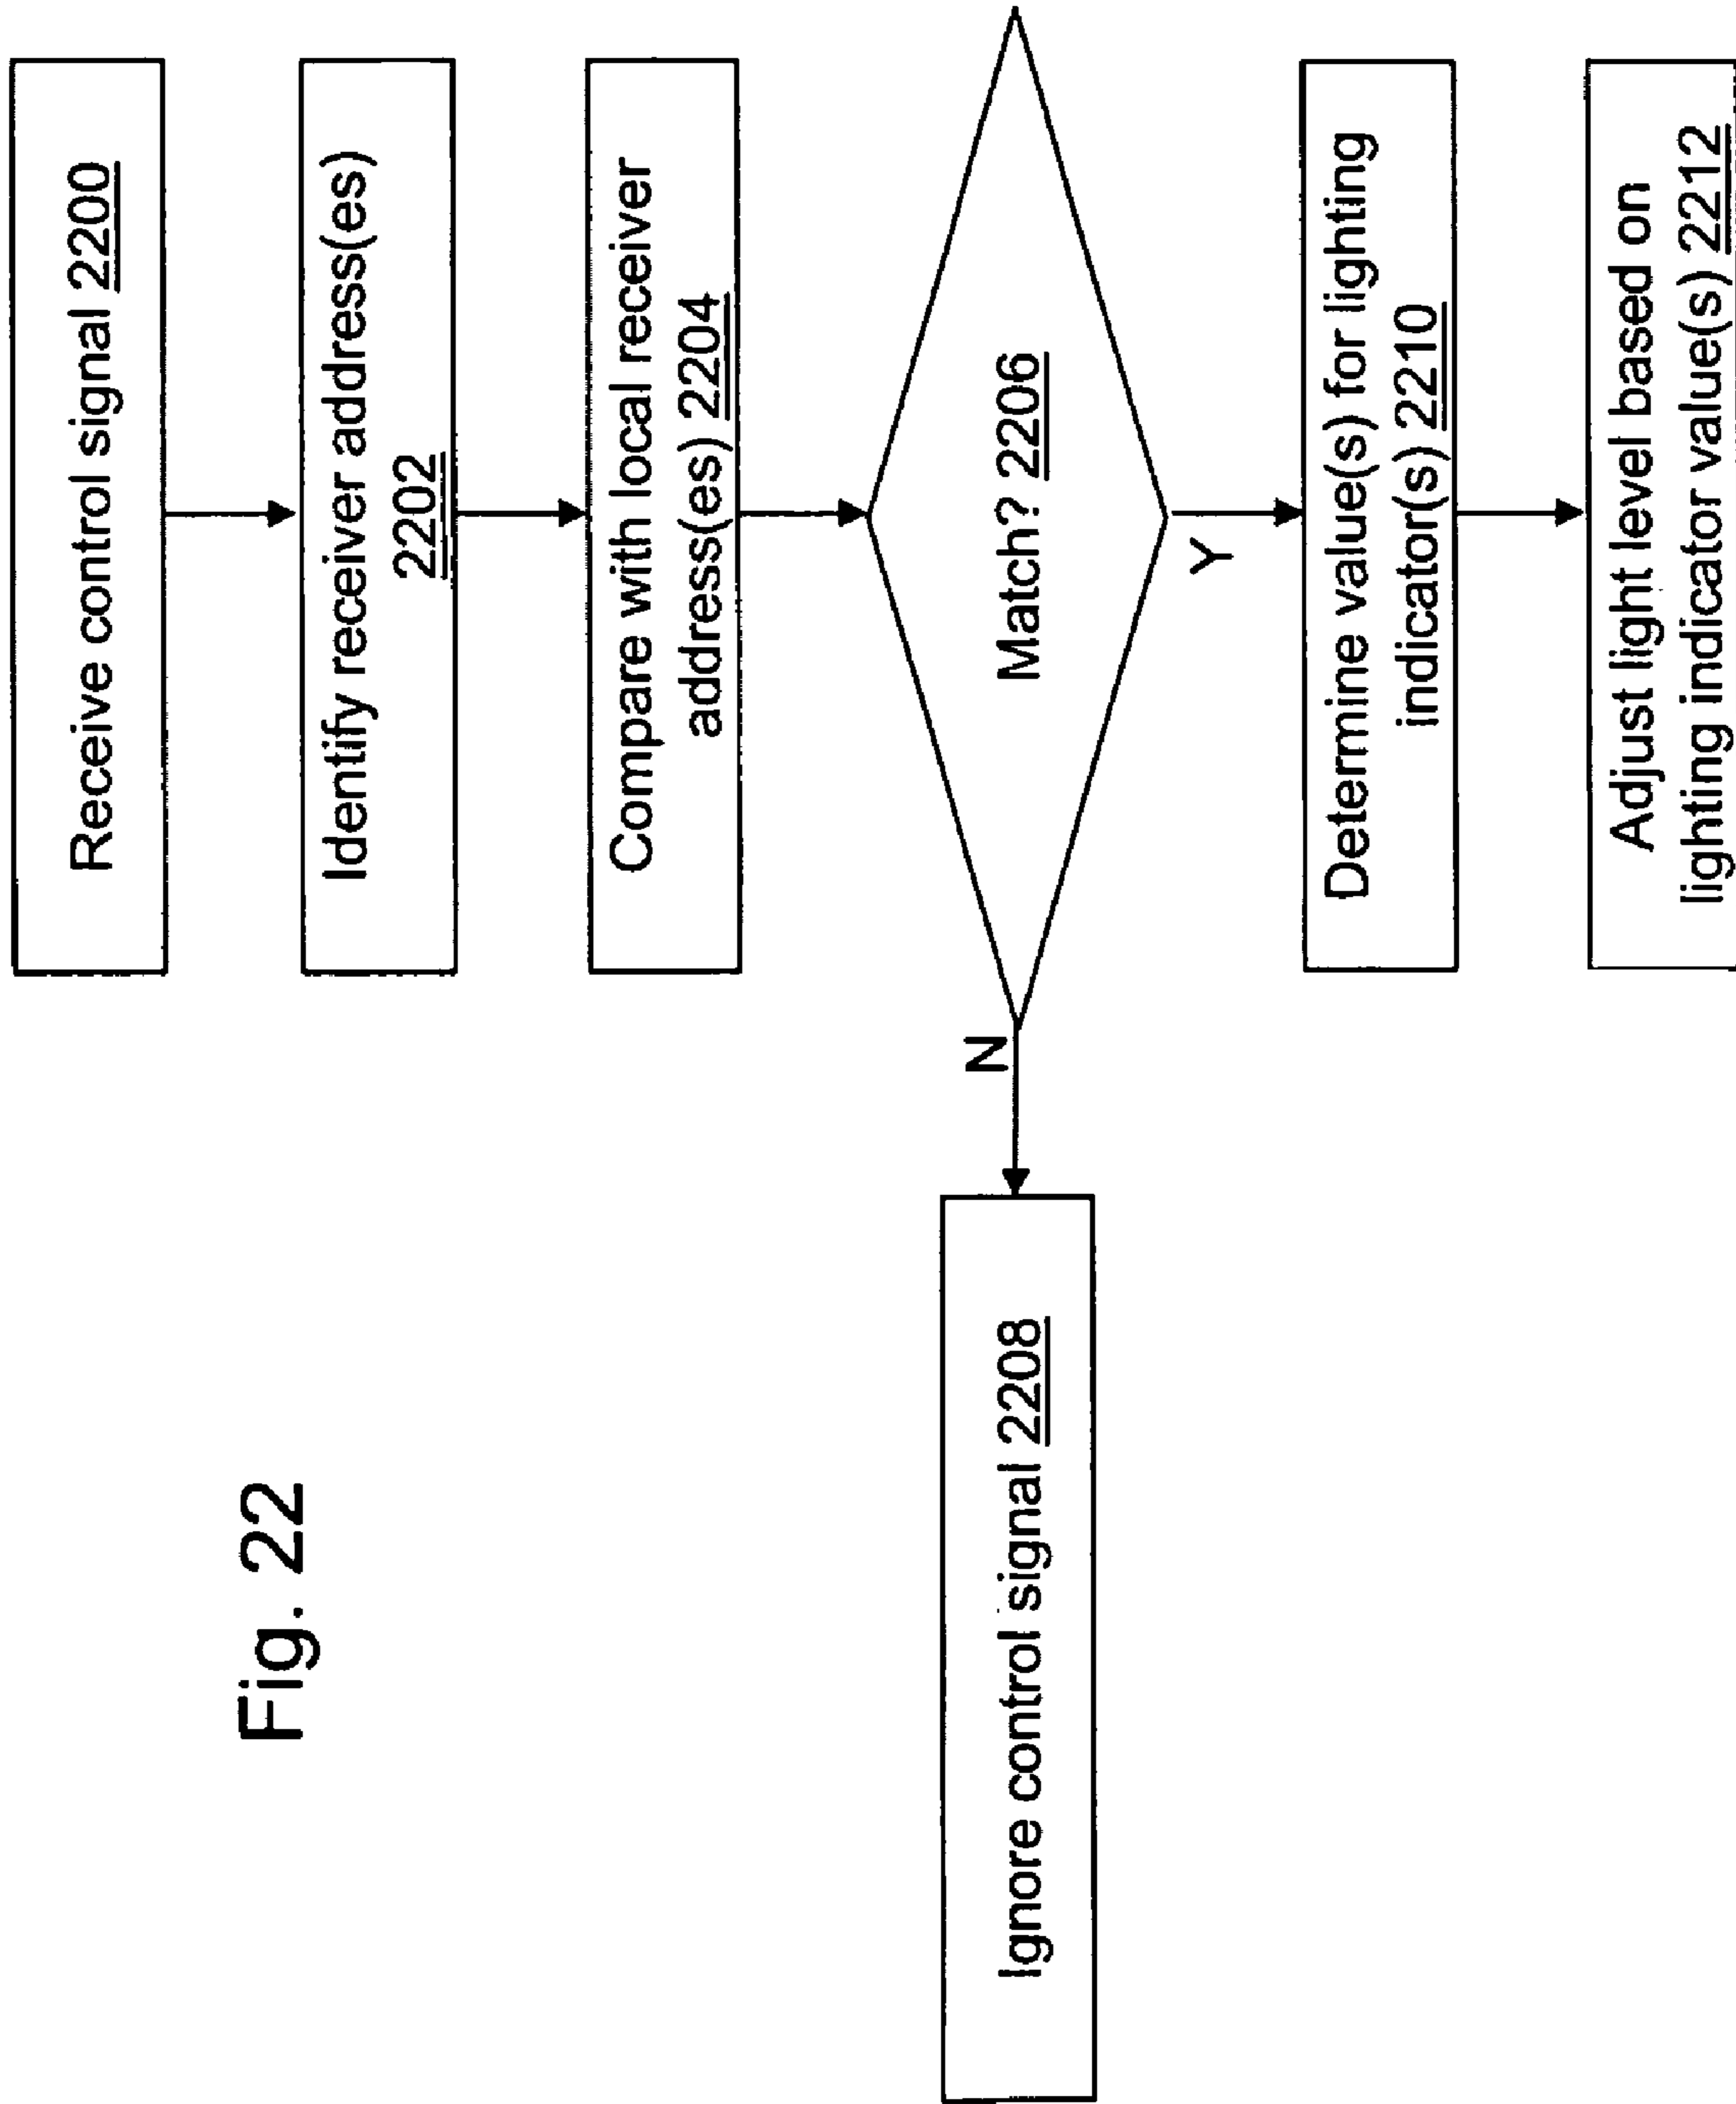 Fig. 22
Receive control signal 2200
Identify receiver address(es)
2202
Compare with local receiver
address(es) 2204
Match? 2206
N
Y
Ignore control signal 2208
Determine value(s) for lighting
indicator(s) 2210
Adjust light level based on
lighting indicator value(s) 2212